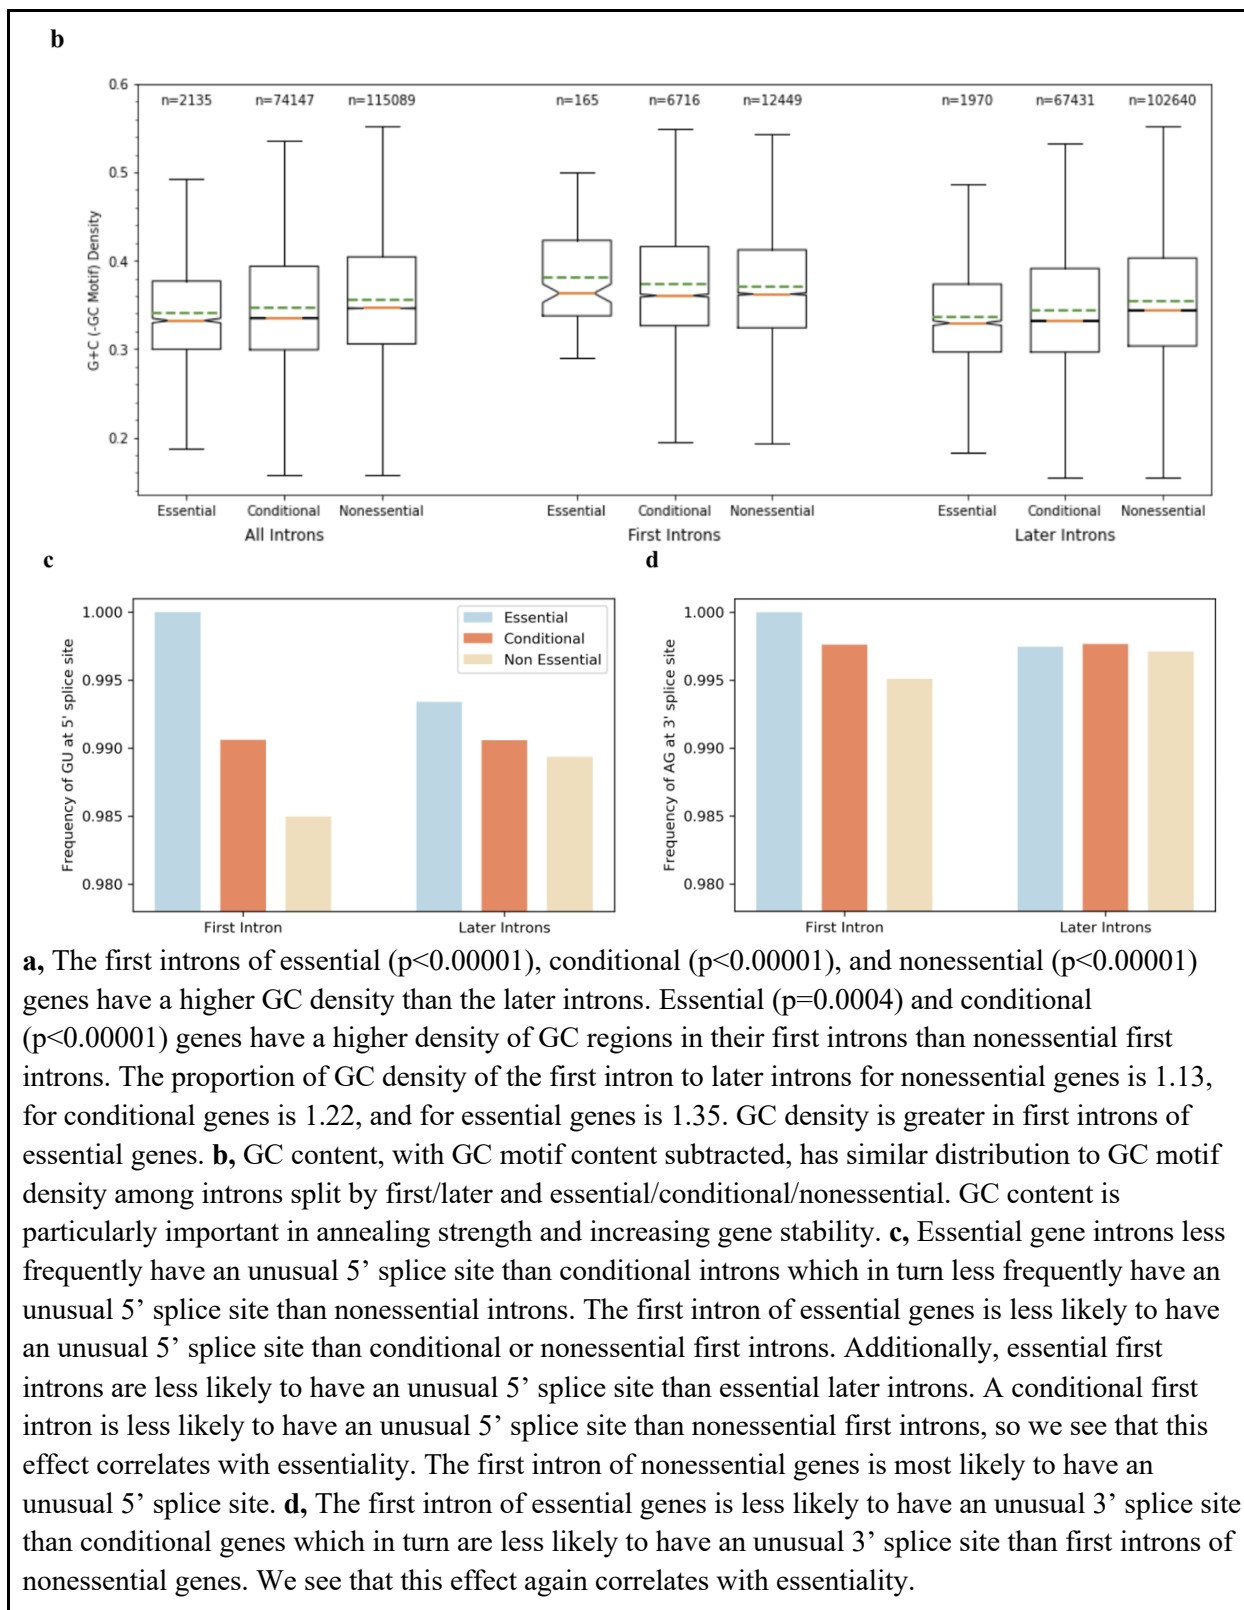 b
0.6
0.5
0.4
0.3
0.2
G+C (-GC Motif) Density
n=2135 n=74147 n=115089 n=165 n=6716 n=12449 n=1970 n=67431 n=102640
Essential Conditional Nonessential Essential Conditional Nonessential Essential Conditional Nonessential
All Introns First Introns Later Introns
c
1.000
0.995
0.990
0.985
0.980
Frequency of GU at 5' splice site
Essential
Conditional
Non Essential
First Intron Later Introns
d
1.000
0.995
0.990
0.985
0.980
Frequency of AG at 3' splice site
First Intron Later Introns
a, The first introns of essential (p<0.00001), conditional (p<0.00001), and nonessential (p<0.00001)
genes have a higher GC density than the later introns. Essential (p=0.0004) and conditional
(p<0.00001) genes have a higher density of GC regions in their first introns than nonessential first
introns. The proportion of GC density of the first intron to later introns for nonessential genes is 1.13,
for conditional genes is 1.22, and for essential genes is 1.35. GC density is greater in first introns of
essential genes. b, GC content, with GC motif content subtracted, has similar distribution to GC motif
density among introns split by first/later and essential/conditional/nonessential. GC content is
particularly important in annealing strength and increasing gene stability. c, Essential gene introns less
frequently have an unusual 5’ splice site than conditional introns which in turn less frequently have an
unusual 5’ splice site than nonessential introns. The first intron of essential genes is less likely to have
an unusual 5’ splice site than conditional or nonessential first introns. Additionally, essential first
introns are less likely to have an unusual 5’ splice site than essential later introns. A conditional first
intron is less likely to have an unusual 5’ splice site than nonessential first introns, so we see that this
effect correlates with essentiality. The first intron of nonessential genes is most likely to have an
unusual 5’ splice site. d, The first intron of essential genes is less likely to have an unusual 3’ splice site
than conditional genes which in turn are less likely to have an unusual 3’ splice site than first introns of
nonessential genes. We see that this effect again correlates with essentiality.